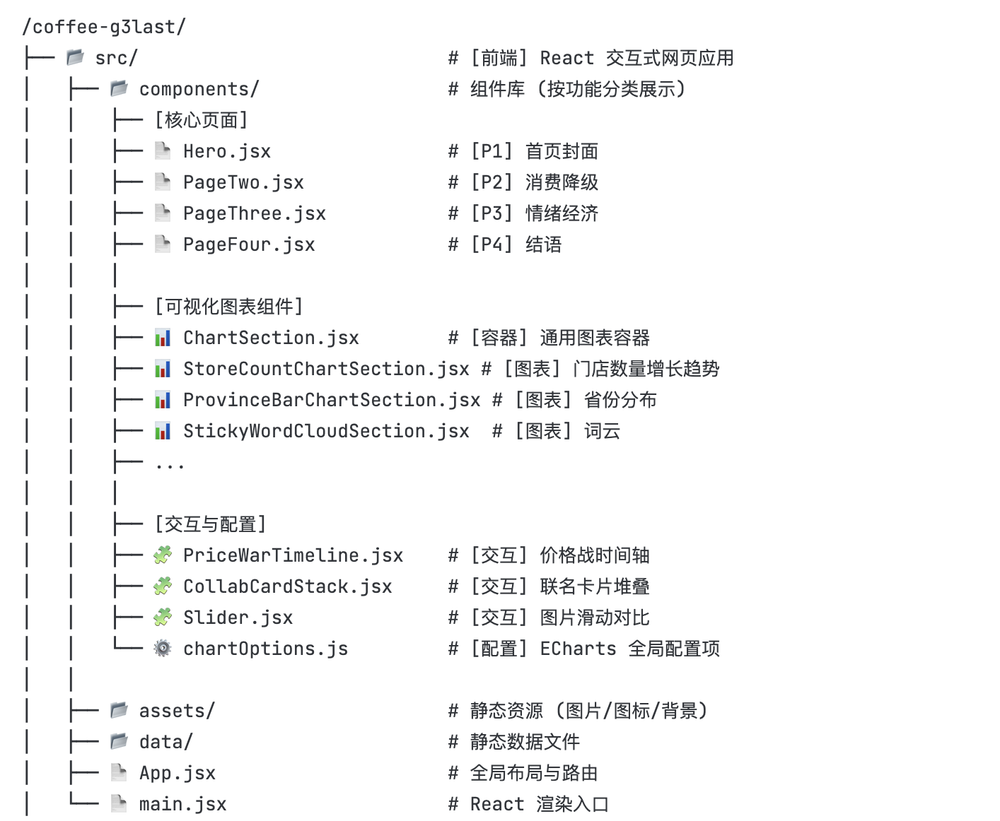 /coffee-g3last/
├── 📂 src/                            # [前端] React 交互式网页应用
│   ├── 📂 components/                 # 组件库 (按功能分类展示)
│   │   ├── [核心页面]
│   │   ├── 📄 Hero.jsx                # [P1] 首页封面
│   │   ├── 📄 PageTwo.jsx             # [P2] 消费降级
│   │   ├── 📄 PageThree.jsx           # [P3] 情绪经济
│   │   ├── 📄 PageFour.jsx            # [P4] 结语
│   │   │
│   │   ├── [可视化图表组件]
│   │   ├── 📊 ChartSection.jsx        # [容器] 通用图表容器
│   │   ├── 📊 StoreCountChartSection.jsx # [图表] 门店数量增长趋势
│   │   ├── 📊 ProvinceBarChartSection.jsx # [图表] 省份分布
│   │   ├── 📊 StickyWordCloudSection.jsx  # [图表] 词云
│   │   ├── ...
│   │   │
│   │   ├── [交互与配置]
│   │   ├── 🧩 PriceWarTimeline.jsx    # [交互] 价格战时间轴
│   │   ├── 🧩 CollabCardStack.jsx     # [交互] 联名卡片堆叠
│   │   ├── 🧩 Slider.jsx              # [交互] 图片滑动对比
│   │   └── ⚙️ chartOptions.js         # [配置] ECharts 全局配置项
│   │
│   ├── 📂 assets/                     # 静态资源 (图片/图标/背景)
│   ├── 📂 data/                       # 静态数据文件
│   ├── 📄 App.jsx                     # 全局布局与路由
│   └── 📄 main.jsx                    # React 渲染入口